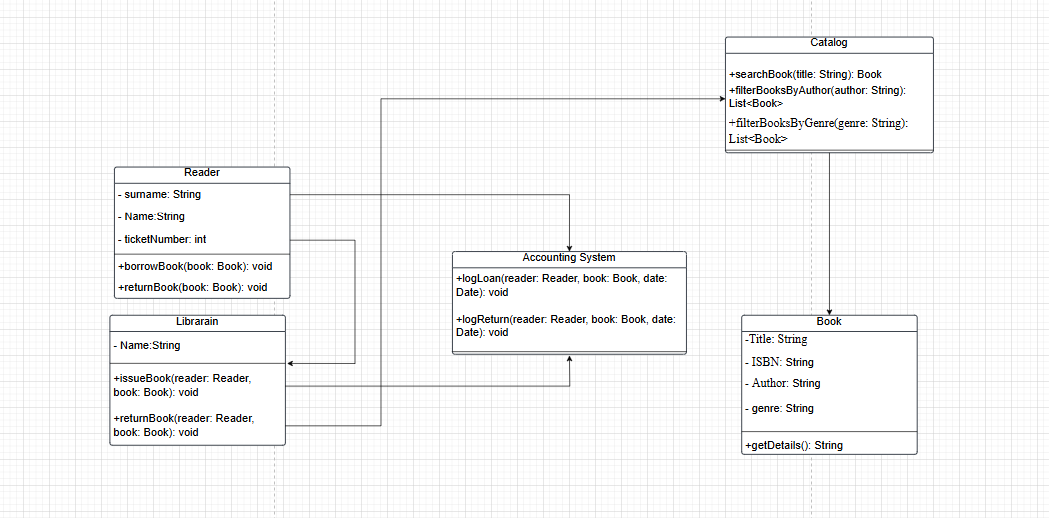 Catalog
+searchBook(title: String): Book
+filterBooksByAuthor(author: String):
List<Book>
+filterBooksByGenre(genre: String):
List<Book>
Reader
- surname: String
- Name:String
- ticketNumber: int
+borrowBook(book: Book): void
+returnBook(book: Book): void
Accounting System
+logLoan(reader: Reader, book: Book, date:
Date): void
+logReturn(reader: Reader, book: Book, date:
Date): void
Librarain
- Name:String
+issueBook(reader: Reader,
book: Book): void
+returnBook(reader: Reader,
book: Book): void
Book
-Title: String
- ISBN: String
- Author: String
- genre: String
+getDetails(): String